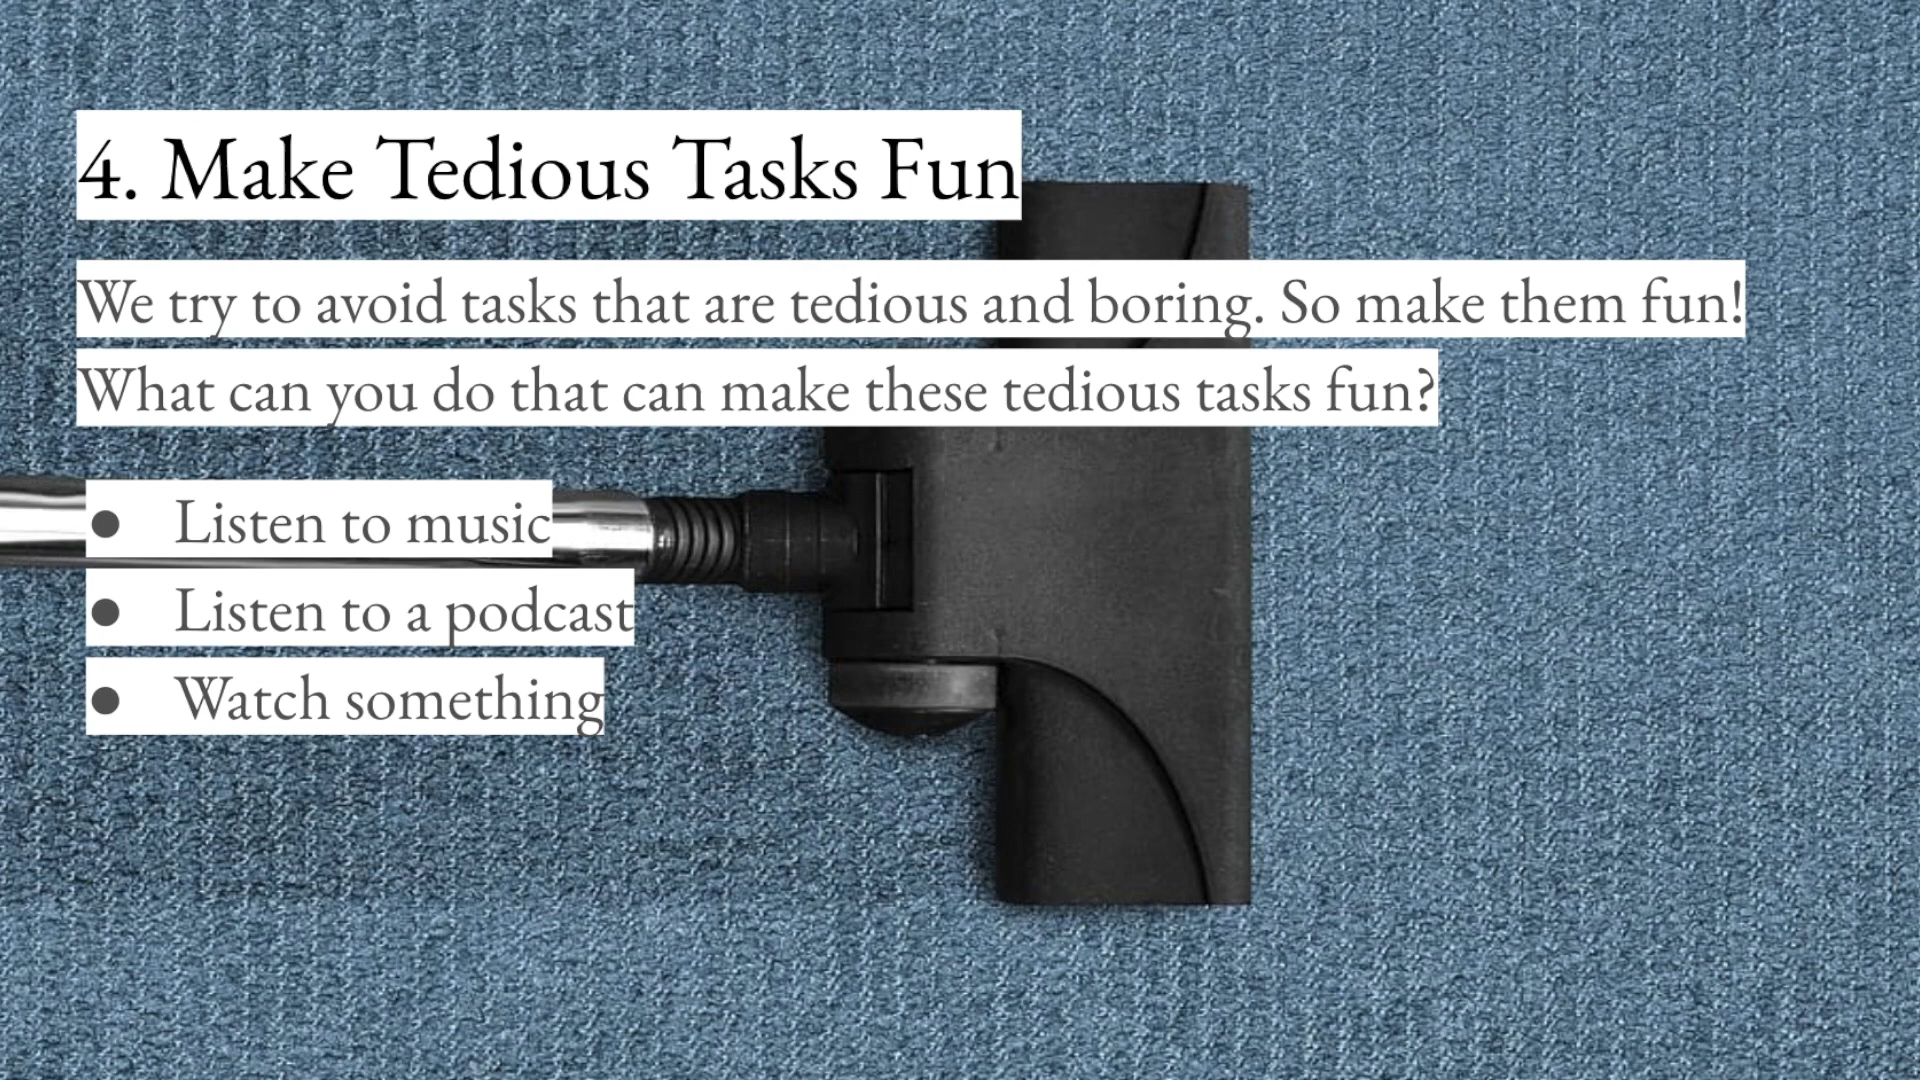 4. Make Tedious Tasks Fun
We try to avoid tasks that are tedious and boring. So make them fun!
What can you do that can make these tedious tasks fun?
● Listen to music
● Listen to a podcast
● Watch something